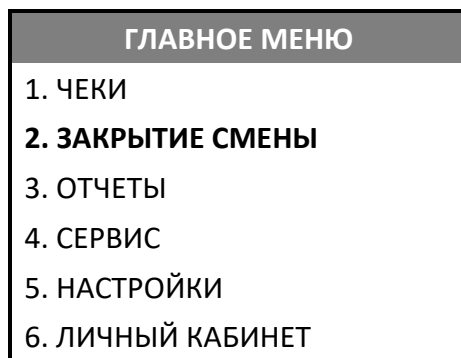 ГЛАВНОЕ МЕНЮ
1. ЧЕКИ
2. ЗАКРЫТИЕ СМЕНЫ
3. ОТЧЕТЫ
4. СЕРВИС
5. НАСТРОЙКИ
6. ЛИЧНЫЙ КАБИНЕТ